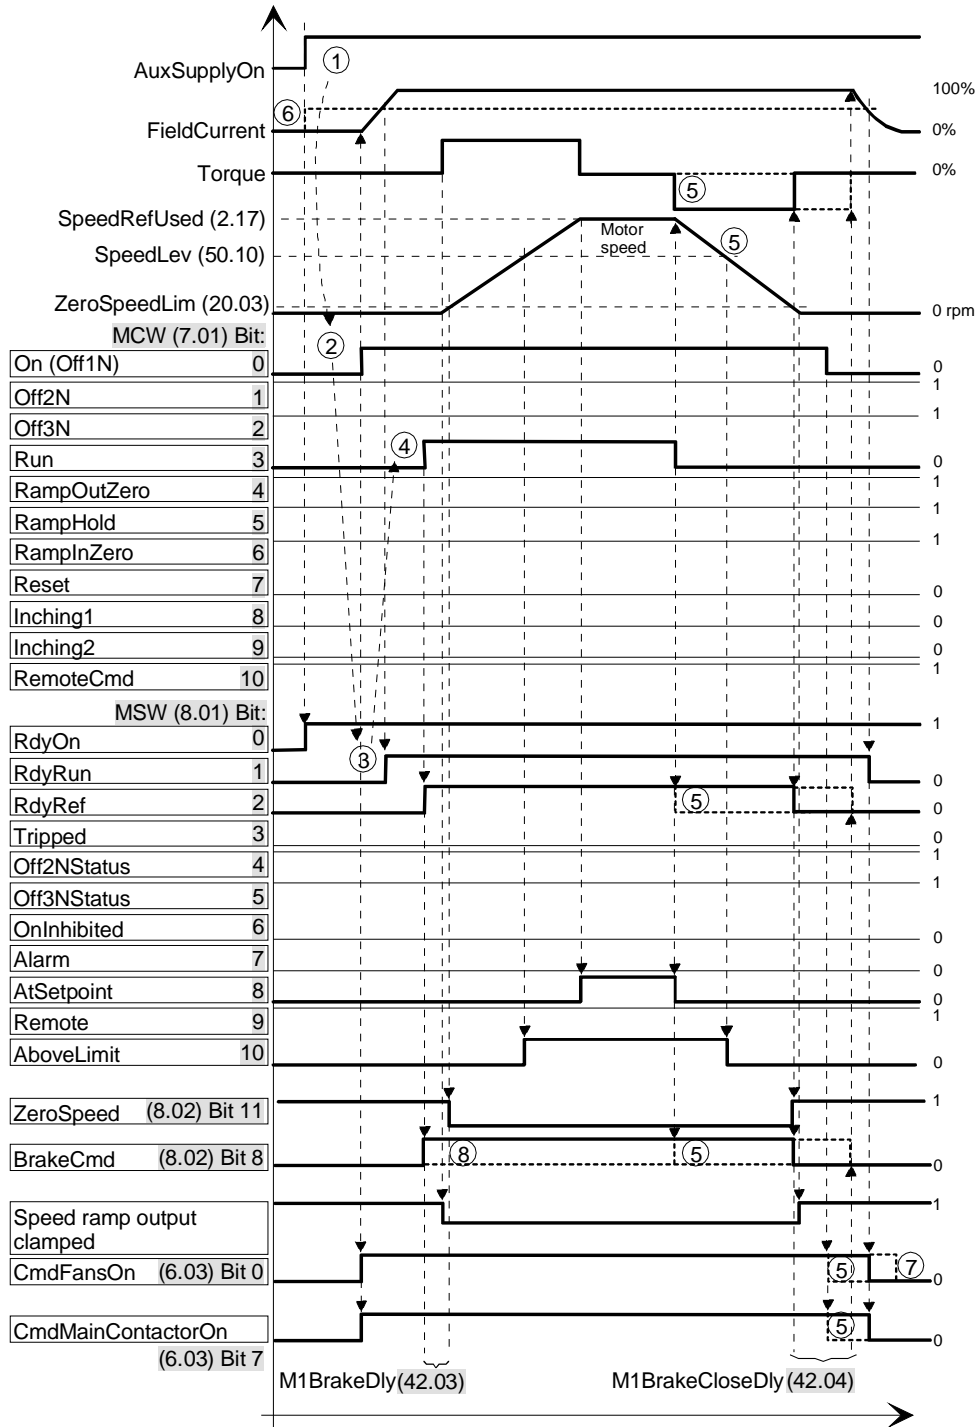 ① 
AuxSupplyOn
100%
⑥
FieldCurrent
0%
Torque
0%
⑤
SpeedRefUsed (2.17)
Motor
speed
⑤
SpeedLev (50.10)
ZeroSpeedLim (20.03)
0 rpm
MCW (7.01) Bit:
②
On (Off1N) 0
0
Off2N 1
1
Off3N 2
1
④
Run 3
0
RampOutZero 4
1
RampHold 5
1
RampInZero 6
1
Reset 7
0
Inching1 8
0
Inching2 9
0
RemoteCmd 10
1
MSW (8.01) Bit:
RdyOn 0
1
③
RdyRun 1
0
RdyRef 2
⑤
0
Tripped 3
0
Off2NStatus 4
1
Off3NStatus 5
1
OnInhibited 6
0
Alarm 7
0
AtSetpoint 8
0
Remote 9
1
AboveLimit 10
0
ZeroSpeed (8.02) Bit 11
1
BrakeCmd (8.02) Bit 8
⑧
⑤
0
Speed ramp output
clamped
1
CmdFansOn (6.03) Bit 0
⑤
⑦
0
CmdMainContactorOn
(6.03) Bit 7
⑤
0
M1BrakeDly (42.03)
M1BrakeCloseDly (42.04)